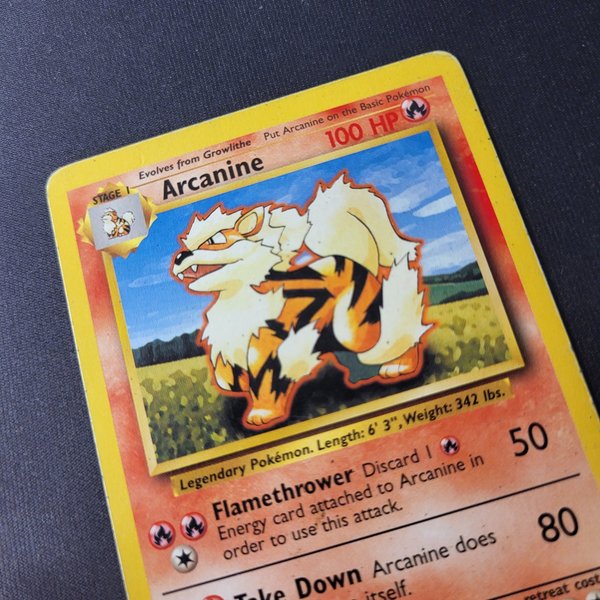 Evolves from Growlithe Put Arcanine on the Basic Pokémon
STAGE 1
Arcanine 100 HP
Legendary Pokémon. Length: 6' 3", Weight: 342 lbs.
Flamethrower Discard 1 50
Energy card attached to Arcanine in
order to use this attack.
Take Down Arcanine does 80
itself.
retreat cost